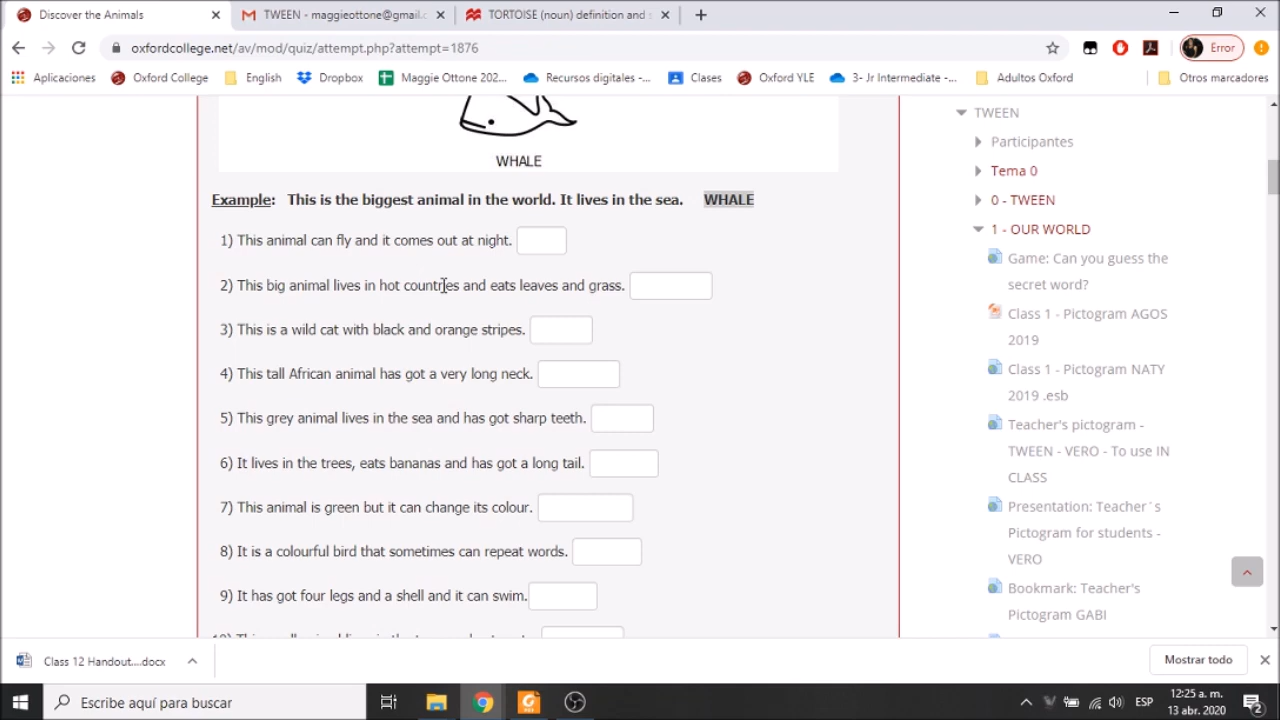 Discover the Animals
TWEEN - maggieottone@gmail.c
TORTOISE (noun) definition and
oxfordcollege.net/av/mod/quiz/attempt.php?attempt=1876
Error
Aplicaciones
Oxford College
English
Dropbox
Maggie Ottone 202...
Recursos digitales -...
Clases
Oxford YLE
3- Jr Intermediate -...
Adultos Oxford
Otros marcadores
WHALE
Example: This is the biggest animal in the world. It lives in the sea. WHALE
1) This animal can fly and it comes out at night.
2) This big animal lives in hot countries and eats leaves and grass.
3) This is a wild cat with black and orange stripes.
4) This tall African animal has got a very long neck.
5) This grey animal lives in the sea and has got sharp teeth.
6) It lives in the trees, eats bananas and has got a long tail.
7) This animal is green but it can change its colour.
8) It is a colourful bird that sometimes can repeat words.
9) It has got four legs and a shell and it can swim.
TWEEN
Participantes
Tema 0
0 - TWEEN
1 - OUR WORLD
Game: Can you guess the
secret word?
Class 1 - Pictogram AGOS
2019
Class 1 - Pictogram NATY
2019 .esb
Teacher's pictogram -
TWEEN - VERO - To use IN
CLASS
Presentation: Teacher´s
Pictogram for students -
VERO
Bookmark: Teacher's
Pictogram GABI
Class 12 Handout....docx
Mostrar todo
Escribe aquí para buscar
ESP
12:25 a. m.
13 abr. 2020
2